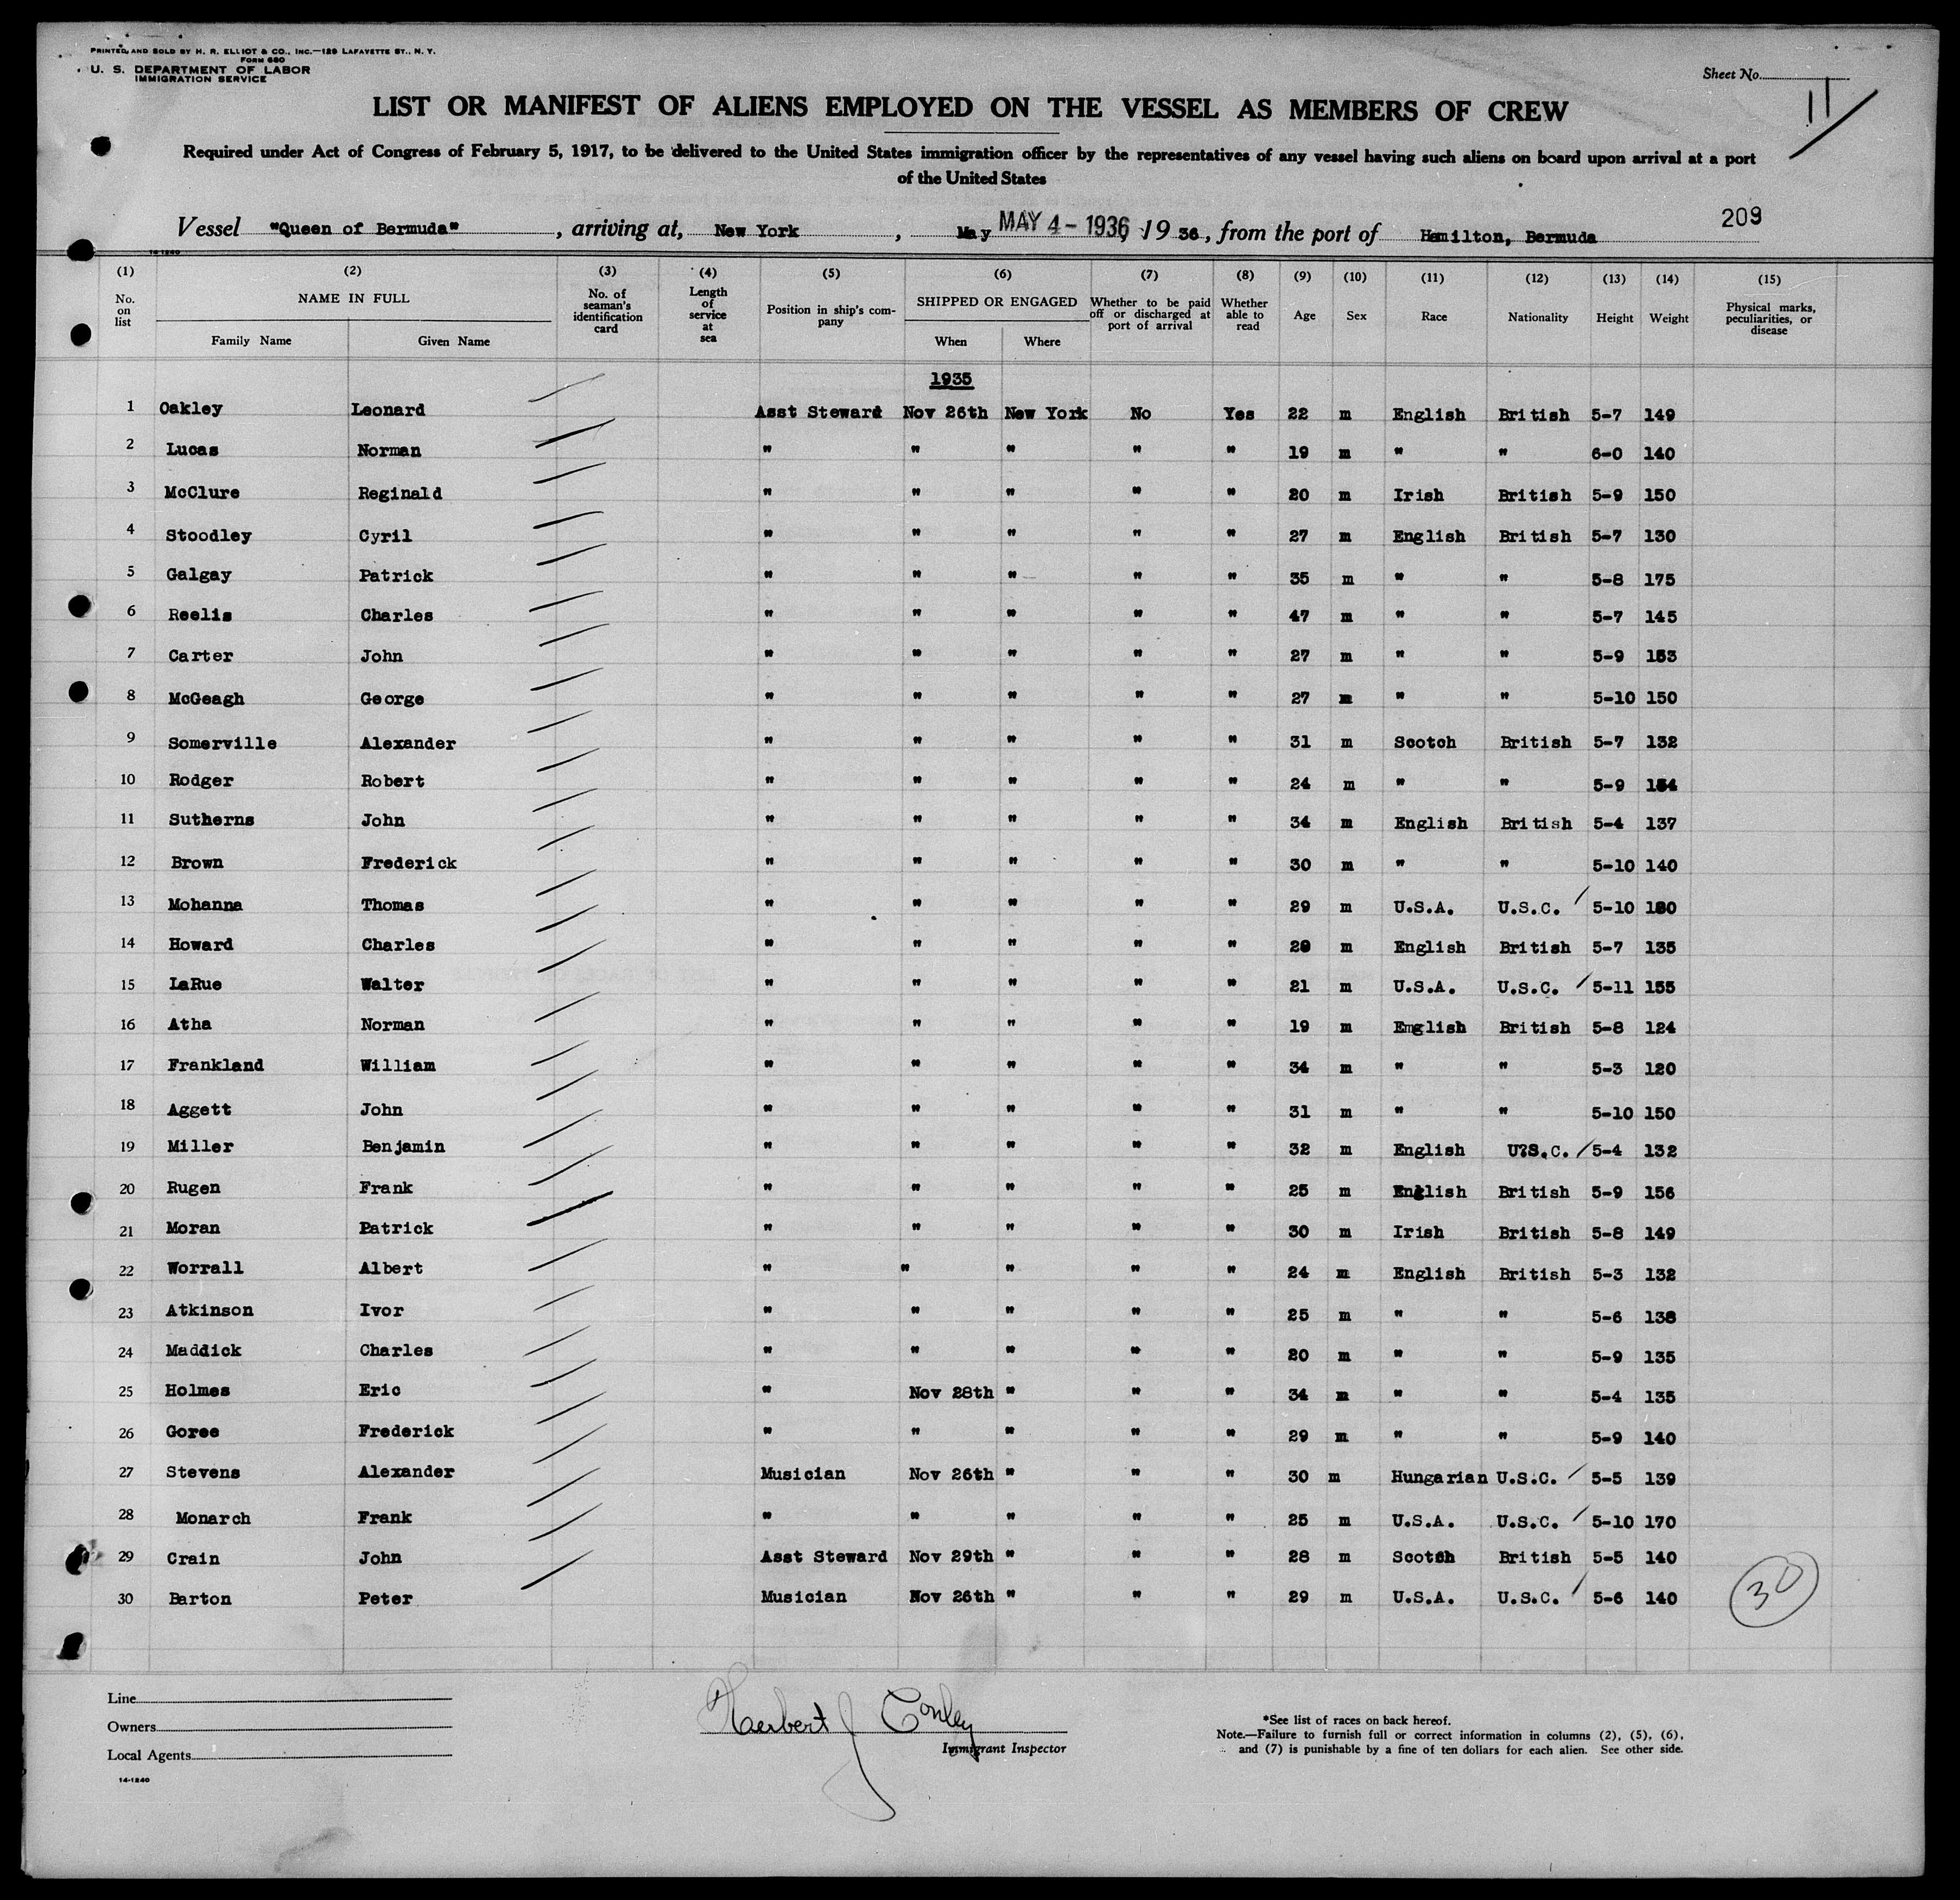 PRINTED AND SOLD BY H. R. ELLIOT & CO., INC.—129 LAFAYETTE ST., N. Y.
FORM 680
U. S. DEPARTMENT OF LABOR
IMMIGRATION SERVICE
Sheet No. 11
LIST OR MANIFEST OF ALIENS EMPLOYED ON THE VESSEL AS MEMBERS OF CREW
Required under Act of Congress of February 5, 1917, to be delivered to the United States immigration officer by the representatives of any vessel having such aliens on board upon arrival at a port
of the United States
209
Vessel "Queen of Bermuda", arriving at, New York, May MAY 4 - 1936, 1936, from the port of Hamilton, Bermuda
14-1240
(1) (2) (3) (4) (5) (6) (7) (8) (9) (10) (11) (12) (13) (14) (15)
No. on list NAME IN FULL Family Name Given Name No. of seaman's identification card Length of service at sea Position in ship's company SHIPPED OR ENGAGED When Where Whether to be paid off or discharged at port of arrival Whether able to read Age Sex Race Nationality Height Weight Physical marks, peculiarities, or disease
1935
1 Oakley Leonard Asst Steward Nov 26th New York No Yes 22 m English British 5-7 149
2 Lucas Norman " " " " " 19 m " " 6-0 140
3 McClure Reginald " " " " " 20 m Irish British 5-9 150
4 Stoodley Cyril " " " " " 27 m English British 5-7 130
5 Galgay Patrick " " " " " 35 m " " 5-8 175
6 Reelis Charles " " " " " 47 m " " 5-7 145
7 Carter John " " " " " 27 m " " 5-9 153
8 McGeagh George " " " " " 27 m " " 5-10 150
9 Somerville Alexander " " " " " 31 m Scotch British 5-7 132
10 Rodger Robert " " " " " 24 m " " 5-9 154
11 Sutherns John " " " " " 34 m English British 5-4 137
12 Brown Frederick " " " " " 30 m " " 5-10 140
13 Mohanna Thomas " " " " " 29 m U.S.A. U.S.C. 5-10 180
14 Howard Charles " " " " " 29 m English British 5-7 135
15 LaRue Walter " " " " " 21 m U.S.A. U.S.C. 5-11 155
16 Atha Norman " " " " " 19 m English British 5-8 124
17 Frankland William " " " " " 34 m " " 5-3 120
18 Aggett John " " " " " 31 m " " 5-10 150
19 Miller Benjamin " " " " " 32 m English U?S.C. 5-4 132
20 Rugen Frank " " " " " 25 m English British 5-9 156
21 Moran Patrick " " " " " 30 m Irish British 5-8 149
22 Worrall Albert " " " " " 24 m English British 5-3 132
23 Atkinson Ivor " " " " " 25 m " " 5-6 138
24 Maddick Charles " " " " " 20 m " " 5-9 135
25 Holmes Eric " Nov 28th " " " 34 m " " 5-4 135
26 Goree Frederick " " " " " 29 m " " 5-9 140
27 Stevens Alexander Musician Nov 26th " " " 30 m Hungarian U.S.C. 5-5 139
28 Monarch Frank " " " " " 25 m U.S.A. U.S.C. 5-10 170
29 Crain John Asst Steward Nov 29th " " " 28 m Scotch British 5-5 140
30 Barton Peter Musician Nov 26th " " " 29 m U.S.A. U.S.C. 5-6 140
30
Line
Owners
Local Agents
14-1240
Herbert J Conley
Immigrant Inspector
*See list of races on back hereof.
Note.—Failure to furnish full or correct information in columns (2), (5), (6),
and (7) is punishable by a fine of ten dollars for each alien. See other side.